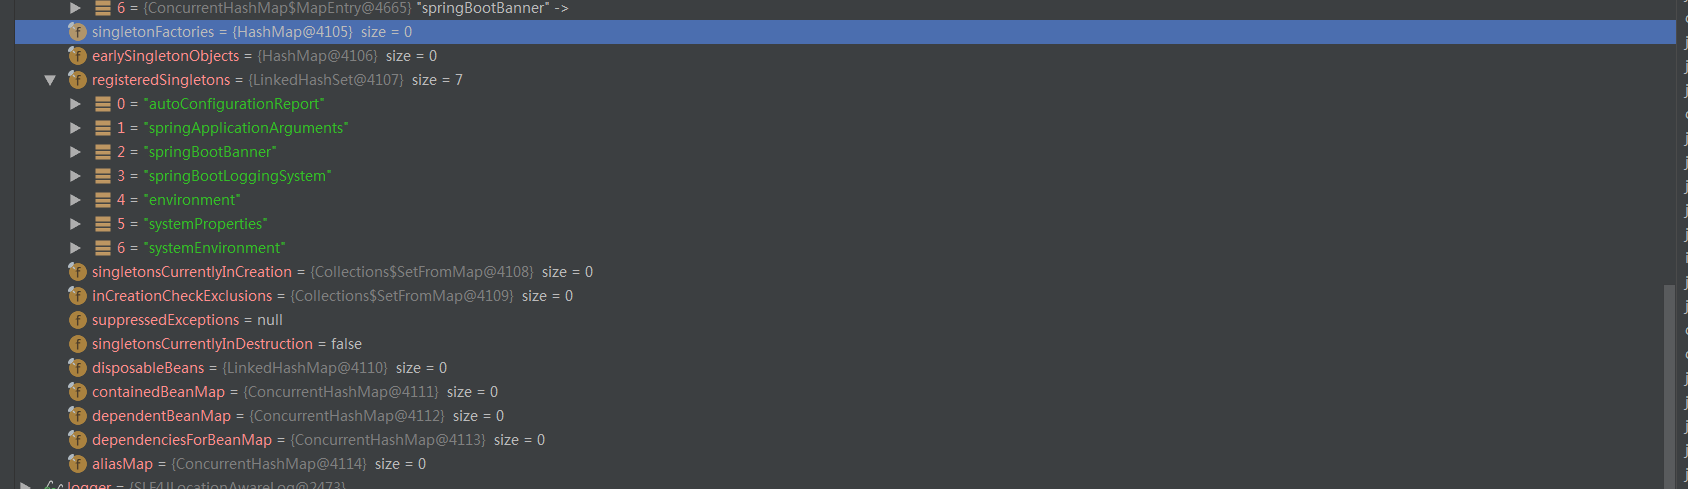 6 = {ConcurrentHashMap$MapEntry@4665} "springBootBanner" ->
singletonFactories = {HashMap@4105} size = 0
earlySingletonObjects = {HashMap@4106} size = 0
registeredSingletons = {LinkedHashSet@4107} size = 7
0 = "autoConfigurationReport"
1 = "springApplicationArguments"
2 = "springBootBanner"
3 = "springBootLoggingSystem"
4 = "environment"
5 = "systemProperties"
6 = "systemEnvironment"
singletonsCurrentlyInCreation = {Collections$SetFromMap@4108} size = 0
inCreationCheckExclusions = {Collections$SetFromMap@4109} size = 0
suppressedExceptions = null
singletonsCurrentlyInDestruction = false
disposableBeans = {LinkedHashMap@4110} size = 0
containedBeanMap = {ConcurrentHashMap@4111} size = 0
dependentBeanMap = {ConcurrentHashMap@4112} size = 0
dependenciesForBeanMap = {ConcurrentHashMap@4113} size = 0
aliasMap = {ConcurrentHashMap@4114} size = 0
logger = {SLF4JLocationAwareLog@2473}